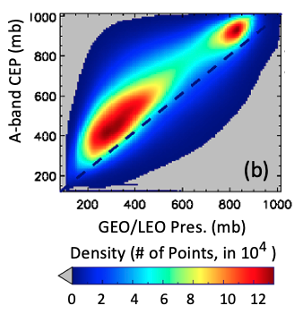 1000
800
600
400
200
A-band CEP (mb)
(b)
200 400 600 800 1000
GEO/LEO Pres. (mb)
Density (# of Points, in 10⁴ )
0 2 4 6 8 10 12